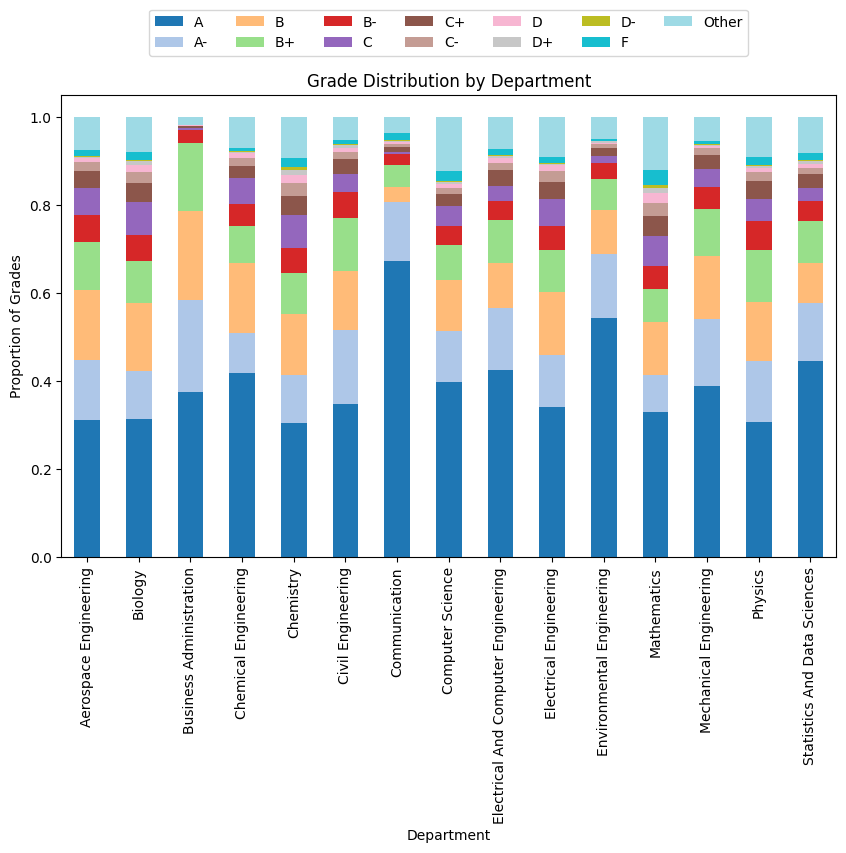 A B B- C+ D D- Other
A- B+ C C- D+ F
Grade Distribution by Department
Proportion of Grades
1.0
0.8
0.6
0.4
0.2
0.0
Aerospace Engineering
Biology
Business Administration
Chemical Engineering
Chemistry
Civil Engineering
Communication
Computer Science
Electrical And Computer Engineering
Electrical Engineering
Environmental Engineering
Mathematics
Mechanical Engineering
Physics
Statistics And Data Sciences
Department